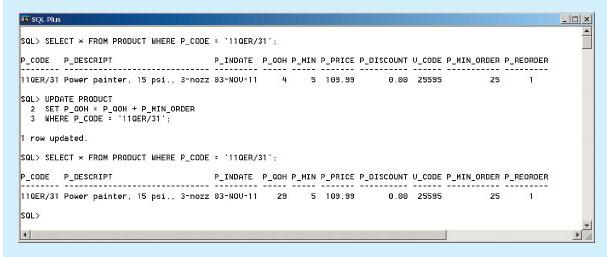 SQL Plus
SQL> SELECT * FROM PRODUCT WHERE P_CODE = '11QER/31';
P_CODE P_DESCRIPT P_INDATE P_QOH P_MIN P_PRICE P_DISCOUNT V_CODE P_MIN_ORDER P_REORDER
11QER/31 Power painter, 15 psi., 3-nozz 03-NOV-11 4 5 109.99 0.00 25595 25 1
SQL> UPDATE PRODUCT
2 SET P_QOH = P_QOH + P_MIN_ORDER
3 WHERE P_CODE = '11QER/31';
1 row updated.
SQL> SELECT * FROM PRODUCT WHERE P_CODE = '11QER/31';
P_CODE P_DESCRIPT P_INDATE P_QOH P_MIN P_PRICE P_DISCOUNT V_CODE P_MIN_ORDER P_REORDER
11QER/31 Power painter, 15 psi., 3-nozz 03-NOV-11 29 5 109.99 0.00 25595 25 1
SQL>